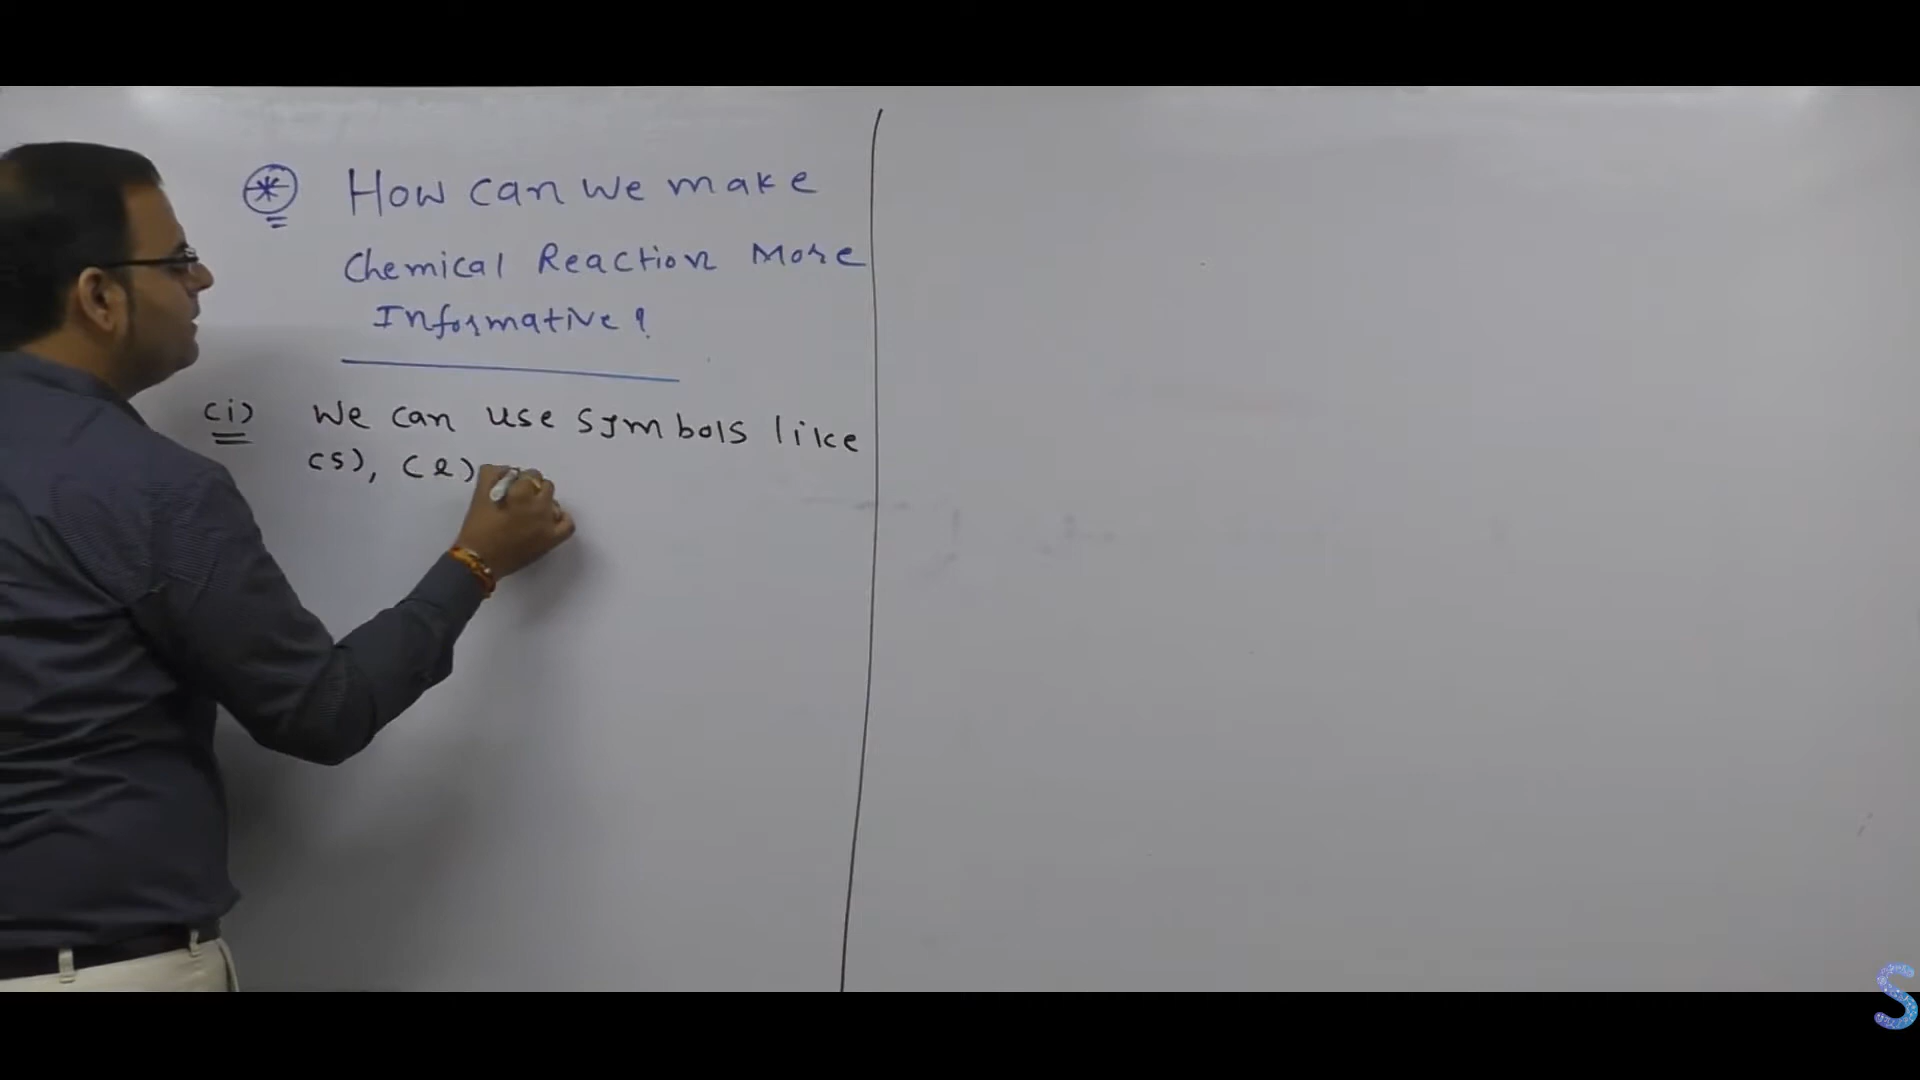 How can we make
Chemical Reaction More
Informative?
(i) We can use symbols like
(s), (l)
S